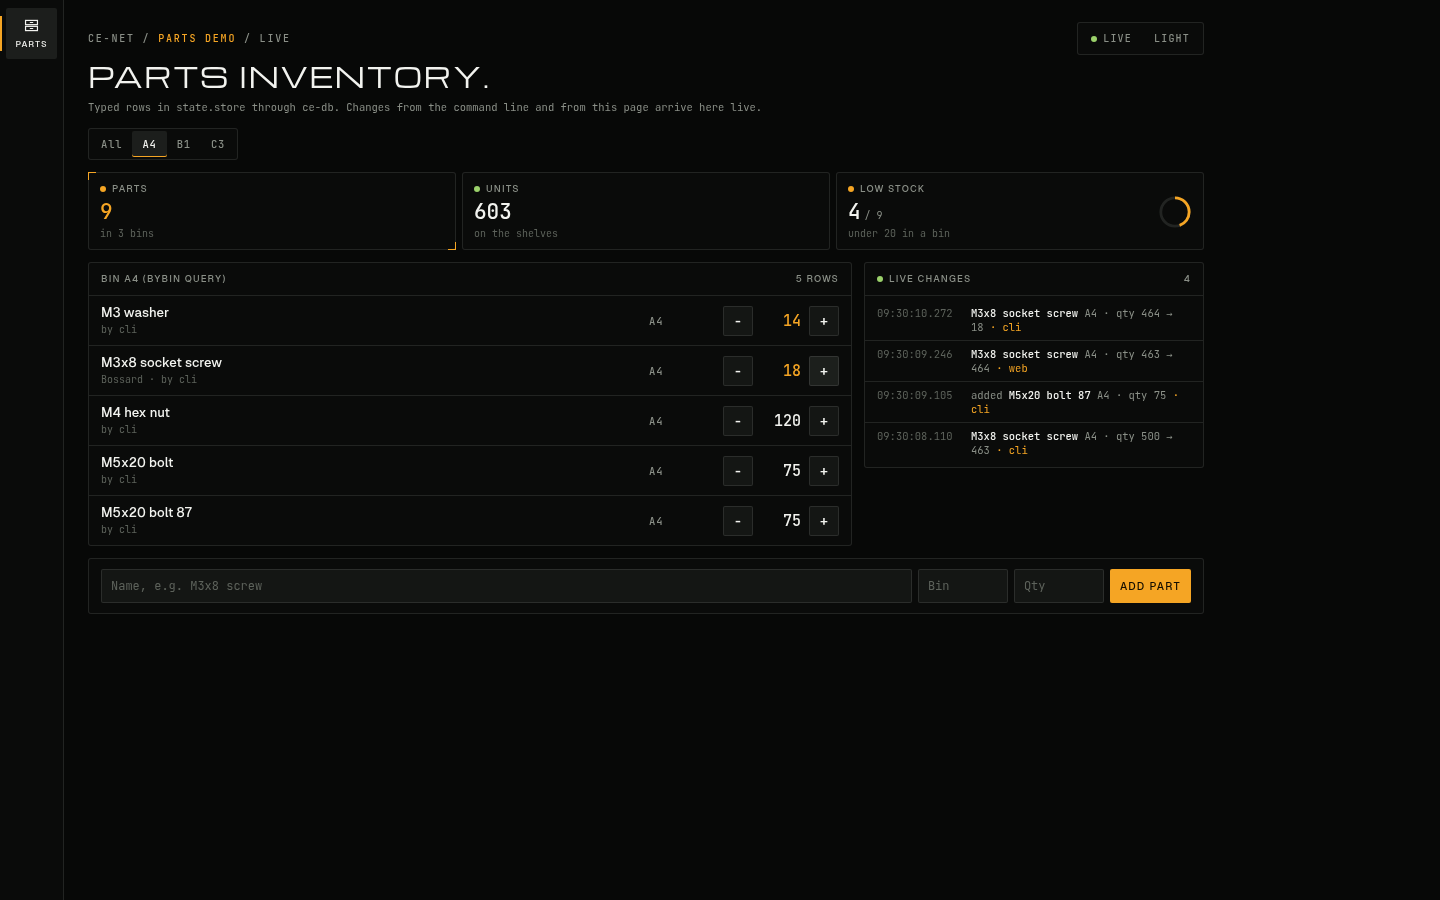 PARTS
CE-NET / PARTS DEMO / LIVE
LIVE LIGHT
PARTS INVENTORY.
Typed rows in state.store through ce-db. Changes from the command line and from this page arrive here live.
All A4 B1 C3
PARTS
9
in 3 bins
UNITS
603
on the shelves
LOW STOCK
4 / 9
under 20 in a bin
BIN A4 (BYBIN QUERY) 5 ROWS
M3 washer
by cli
A4 - 14 +
M3x8 socket screw
Bossard · by cli
A4 - 18 +
M4 hex nut
by cli
A4 - 120 +
M5x20 bolt
by cli
A4 - 75 +
M5x20 bolt 87
by cli
A4 - 75 +
LIVE CHANGES 4
09:30:10.272 M3x8 socket screw A4 · qty 464 →
18 · cli
09:30:09.246 M3x8 socket screw A4 · qty 463 →
464 · web
09:30:09.105 added M5x20 bolt 87 A4 · qty 75 ·
cli
09:30:08.110 M3x8 socket screw A4 · qty 500 →
463 · cli
Name, e.g. M3x8 screw Bin Qty ADD PART